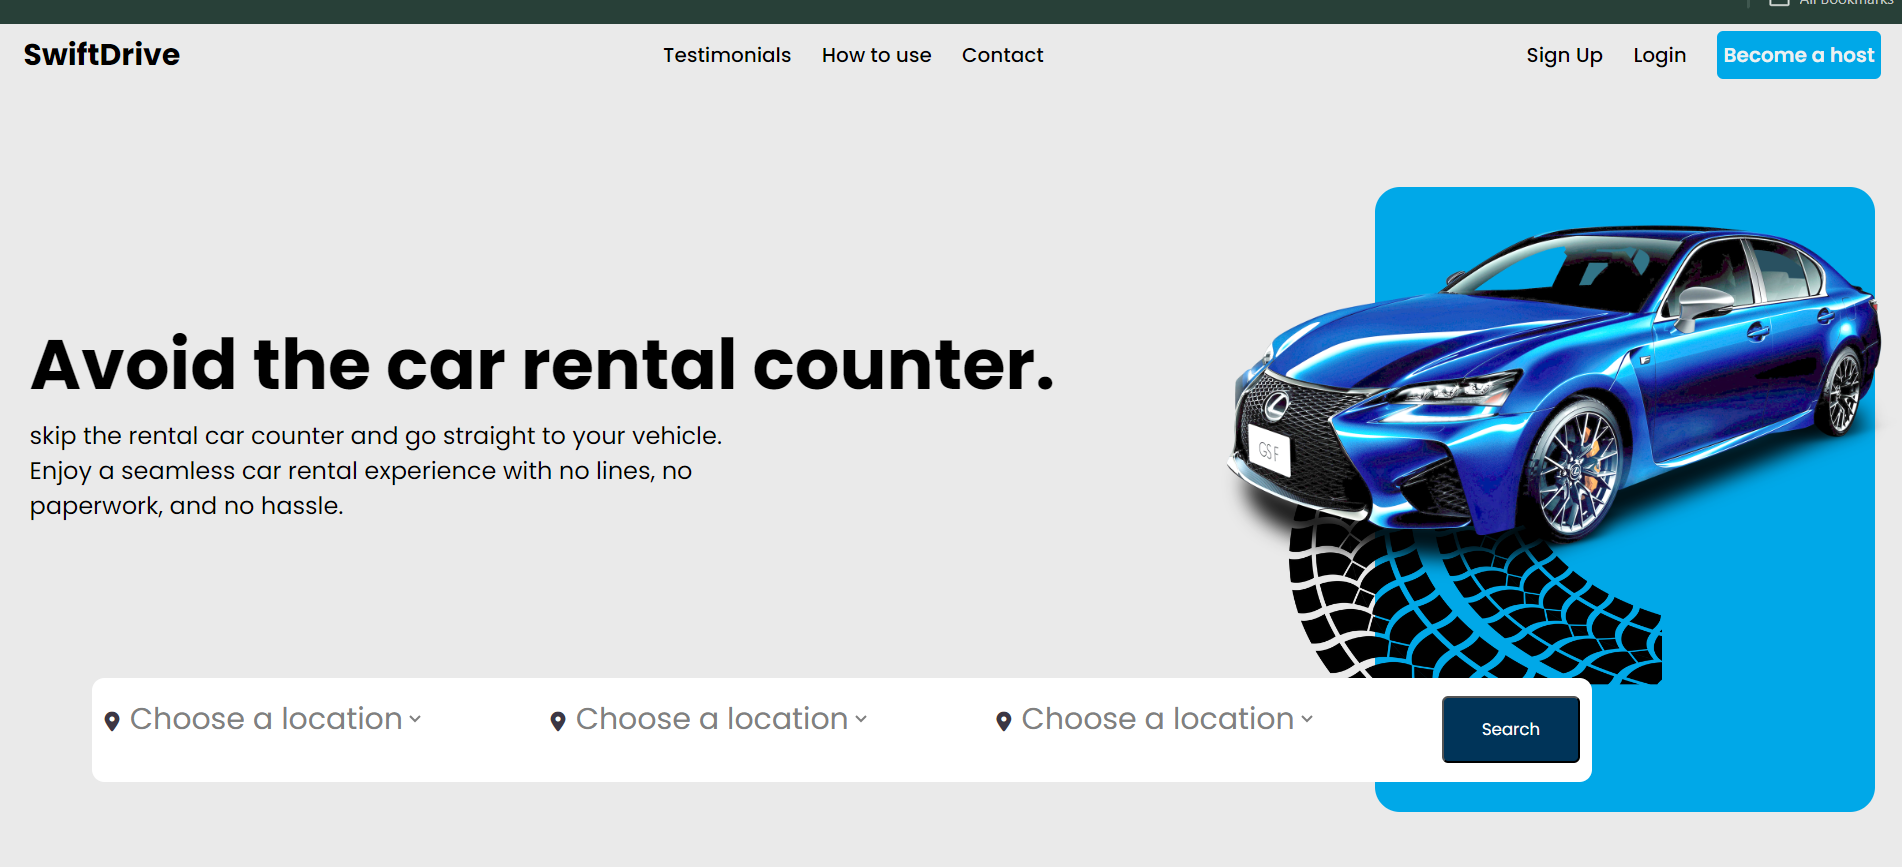 All Bookmarks
SwiftDrive
Testimonials How to use Contact
Sign Up Login Become a host
Avoid the car rental counter.
skip the rental car counter and go straight to your vehicle.
Enjoy a seamless car rental experience with no lines, no
paperwork, and no hassle.
GS F
Choose a location Choose a location Choose a location Search